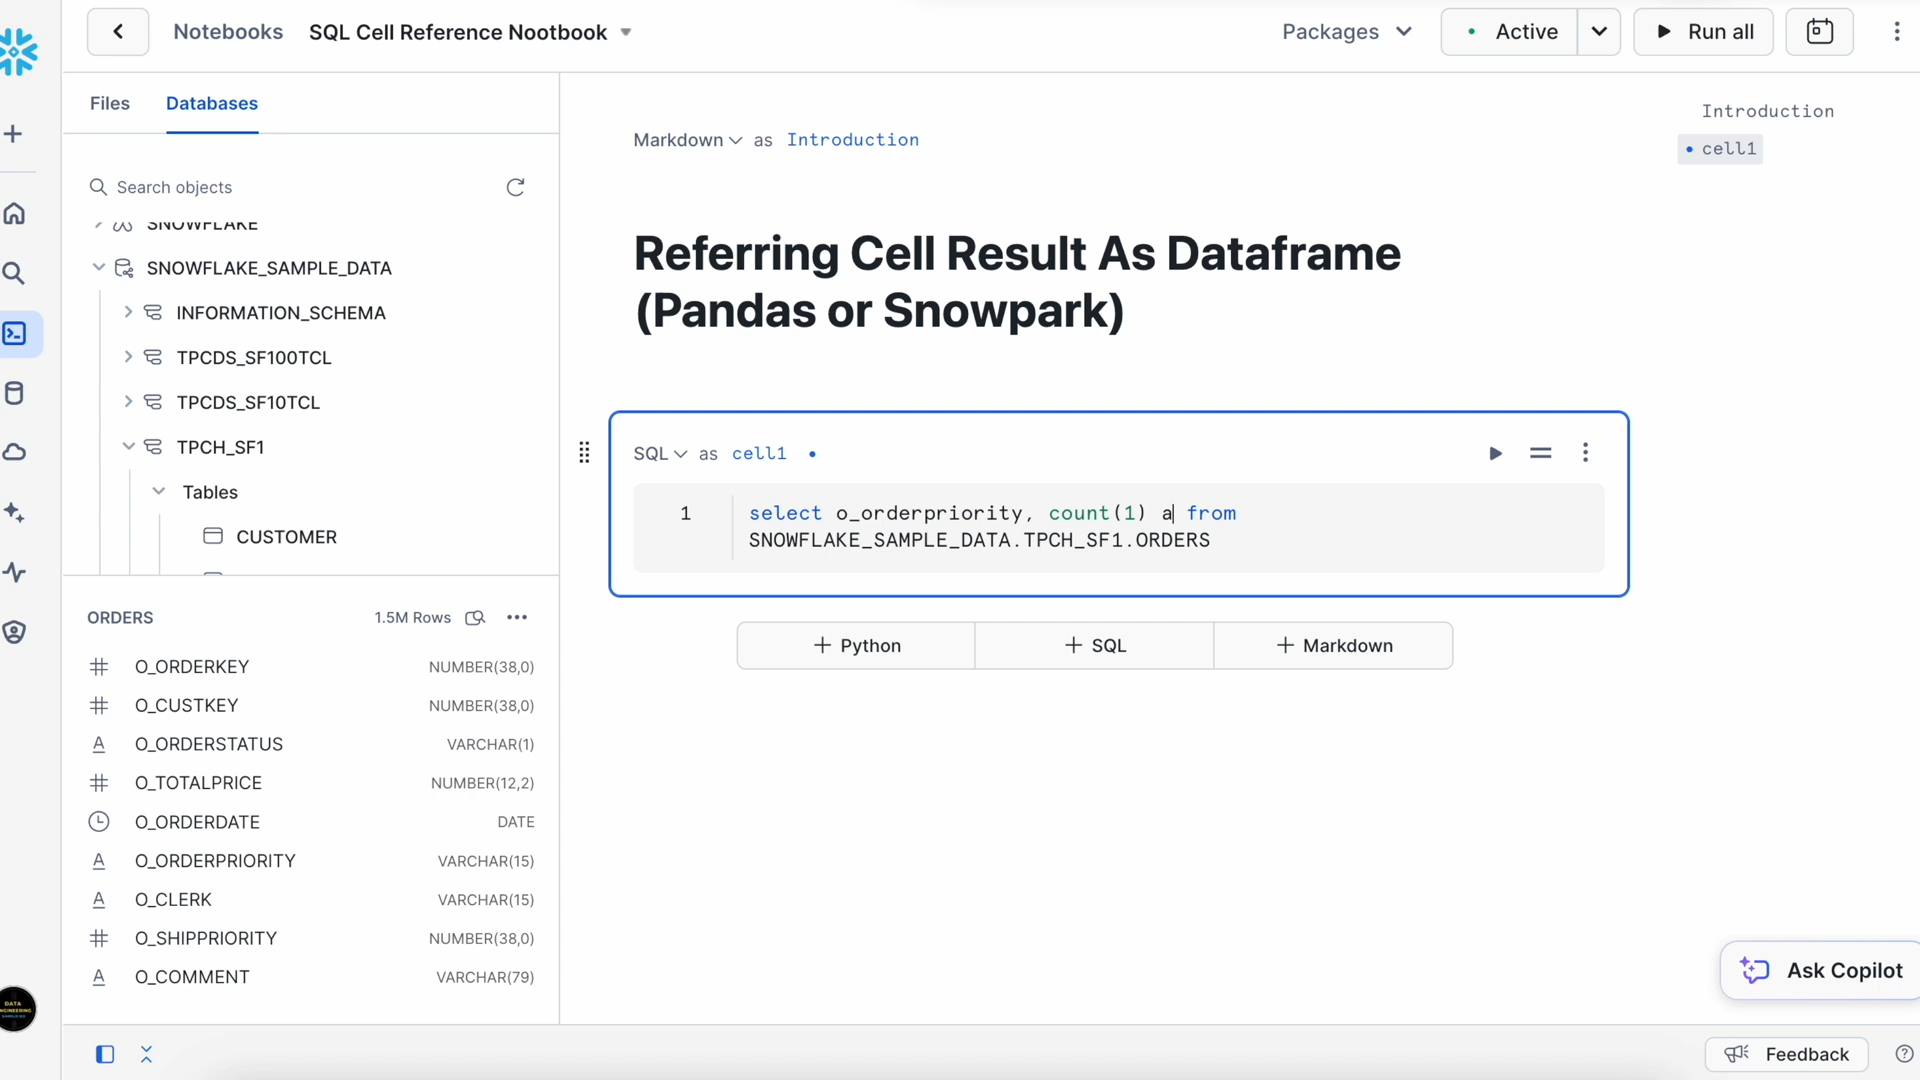 Notebooks
SQL Cell Reference Nootbook
Packages
Active
Run all
Files
Databases
Search objects
SNOWFLAKE
SNOWFLAKE_SAMPLE_DATA
INFORMATION_SCHEMA
TPCDS_SF100TCL
TPCDS_SF10TCL
TPCH_SF1
Tables
CUSTOMER
ORDERS
1.5M Rows
O_ORDERKEY NUMBER(38,0)
O_CUSTKEY NUMBER(38,0)
O_ORDERSTATUS VARCHAR(1)
O_TOTALPRICE NUMBER(12,2)
O_ORDERDATE DATE
O_ORDERPRIORITY VARCHAR(15)
O_CLERK VARCHAR(15)
O_SHIPPRIORITY NUMBER(38,0)
O_COMMENT VARCHAR(79)
Markdown as Introduction
Referring Cell Result As Dataframe
(Pandas or Snowpark)
SQL as cell1
1 select o_orderpriority, count(1) a from
SNOWFLAKE_SAMPLE_DATA.TPCH_SF1.ORDERS
+ Python
+ SQL
+ Markdown
Introduction
cell1
Ask Copilot
Feedback
DATA
ENGINEERING